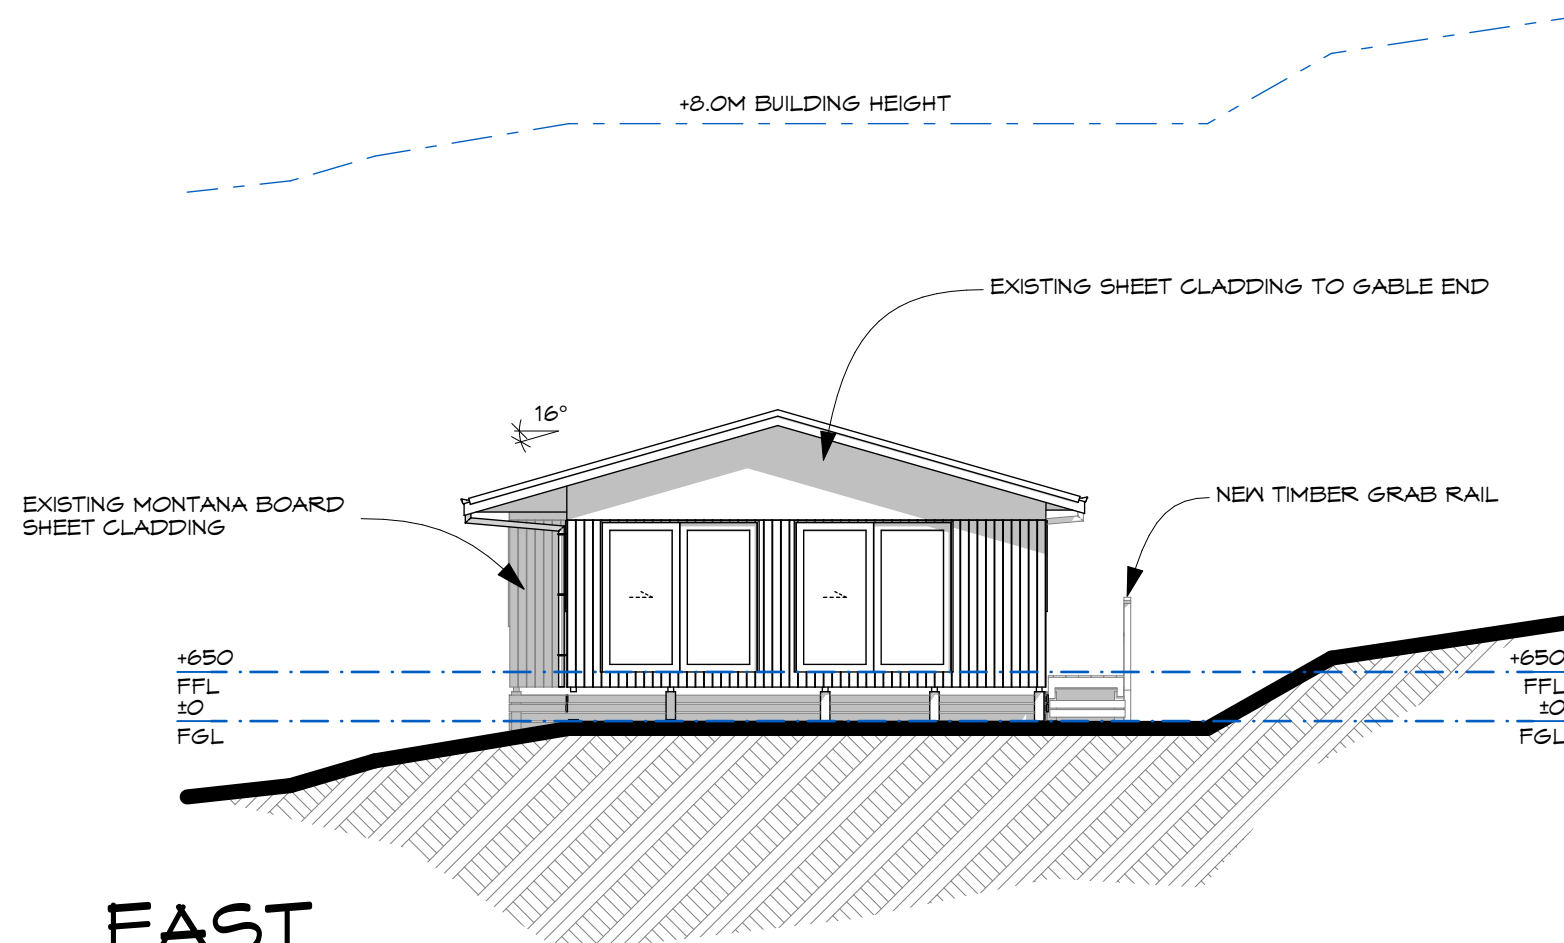 +8.0M BUILDING HEIGHT
EXISTING SHEET CLADDING TO GABLE END
16°
EXISTING MONTANA BOARD
SHEET CLADDING
NEW TIMBER GRAB RAIL
+650
FFL
±0
FGL
+650
FFL
±0
FGL
EAST